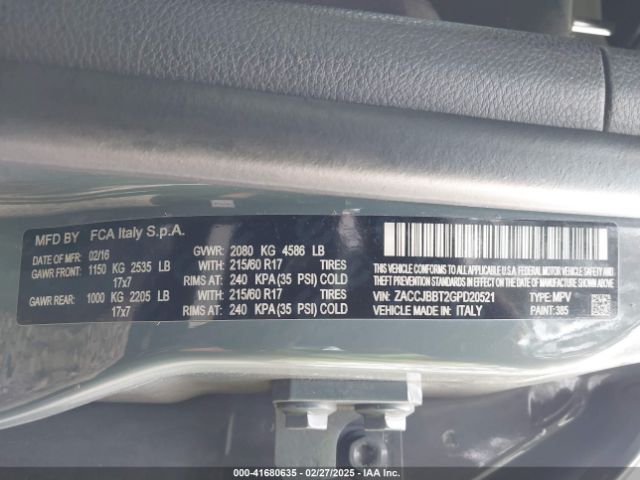 MFD BY FCA Italy S.p.A.
DATE OF MFR: 02/16 GVWR: 2080 KG 4586 LB
GAWR FRONT: 1150 KG 2535 LB WITH: 215/60 R17 TIRES
17x7 RIMS AT: 240 KPA (35 PSI) COLD
GAWR REAR: 1000 KG 2205 LB WITH: 215/60 R17 TIRES
17x7 RIMS AT: 240 KPA (35 PSI) COLD
THIS VEHICLE CONFORMS TO ALL APPLICABLE U.S.A. FEDERAL MOTOR VEHICLE SAFETY, BUMPER, AND
THEFT PREVENTION STANDARDS IN EFFECT ON THE DATE OF MANUFACTURE SHOWN ABOVE.
VIN: ZACCJBBT2GPD20521 TYPE: MPV
VEHICLE MADE IN: ITALY PAINT: 385
000-41680635 - 02/27/2025 - IAA Inc.